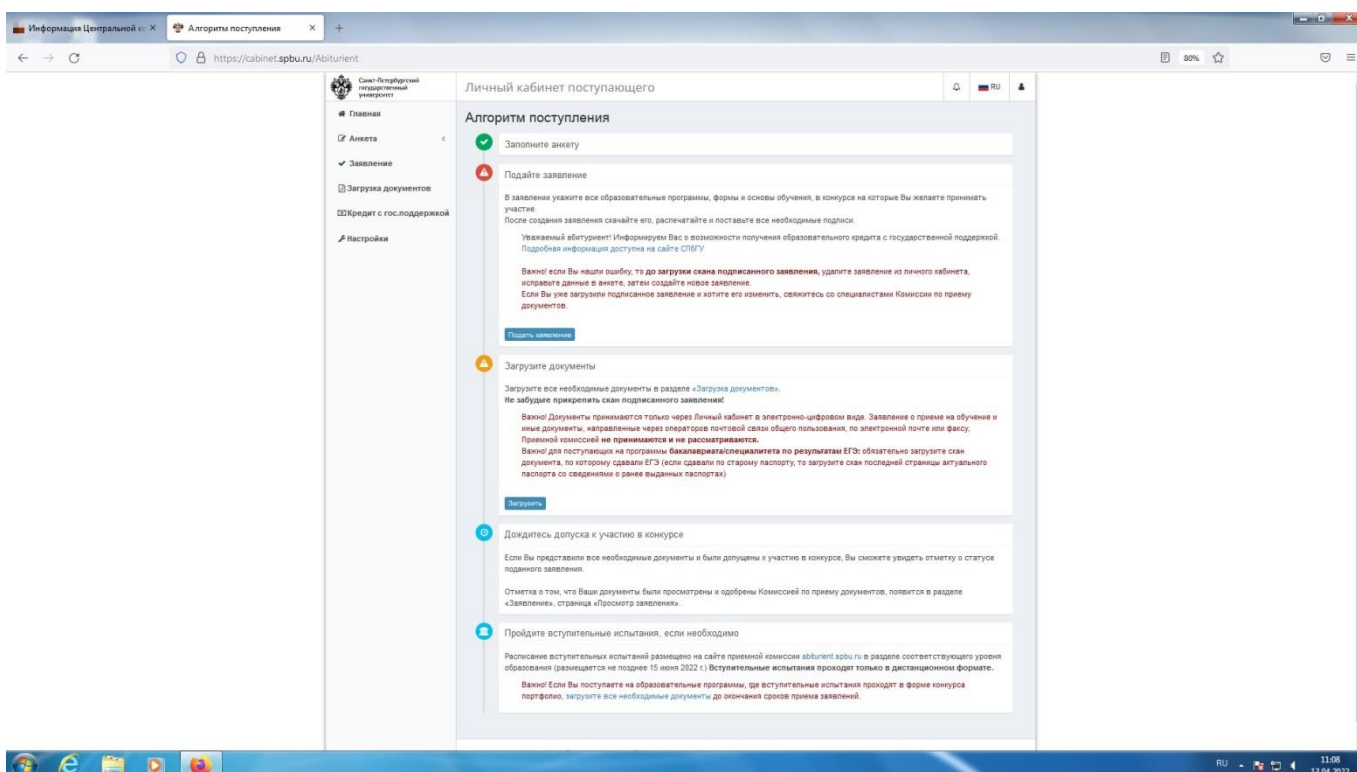 Информация Центральной ко
Алгоритм поступления
https://cabinet.spbu.ru/Abiturient
80%
Санкт-Петербургский
государственный
университет
Личный кабинет поступающего
RU
Главная
Анкета
Заявление
Загрузка документов
Кредит с гос.поддержкой
Настройки
Алгоритм поступления
Заполните анкету
Подайте заявление
В заявлении укажите все образовательные программы, формы и основы обучения, в конкурсе на которые Вы желаете принимать
участие.
После создания заявления скачайте его, распечатайте и поставьте все необходимые подписи.
Уважаемый абитуриент! Информируем Вас о возможности получения образовательного кредита с государственной поддержкой.
Подробная информация доступна на сайте СПбГУ
Важно! если Вы нашли ошибку, то до загрузки скана подписанного заявления, удалите заявление из личного кабинета,
исправьте данные в анкете, затем создайте новое заявление.
Если Вы уже загрузили подписанное заявление и хотите его изменить, свяжитесь со специалистами Комиссии по приему
документов.
Подать заявление
Загрузите документы
Загрузите все необходимые документы в разделе «Загрузка документов».
Не забудьте прикрепить скан подписанного заявления!
Важно! Документы принимаются только через Личный кабинет в электронно-цифровом виде. Заявление о приеме на обучение и
иные документы, направленные через операторов почтовой связи общего пользования, по электронной почте или факсу,
Приемной комиссией не принимаются и не рассматриваются.
Важно! для поступающих на программы бакалавриата/специалитета по результатам ЕГЭ: обязательно загрузите скан
документа, по которому сдавали ЕГЭ (если сдавали по старому паспорту, то загрузите скан последней страницы актуального
паспорта со сведениями о ранее выданных паспортах)
Загрузить
Дождитесь допуска к участию в конкурсе
Если Вы представили все необходимые документы и были допущены к участию в конкурсе, Вы сможете увидеть отметку о статусе
поданного заявления.
Отметка о том, что Ваши документы были просмотрены и одобрены Комиссией по приему документов, появится в разделе
«Заявление», страница «Просмотр заявления».
Пройдите вступительные испытания, если необходимо
Расписание вступительных испытаний размещено на сайте приемной комиссии abiturient.spbu.ru в разделе соответствующего уровня
образования (размещается не позднее 15 июня 2022 г.) Вступительные испытания проходят только в дистанционном формате.
Важно! Если Вы поступаете на образовательные программы, где вступительные испытания проходят в форме конкурса
портфолио, загрузите все необходимые документы до окончания сроков приема заявлений.
RU
11:08
13.04.2022